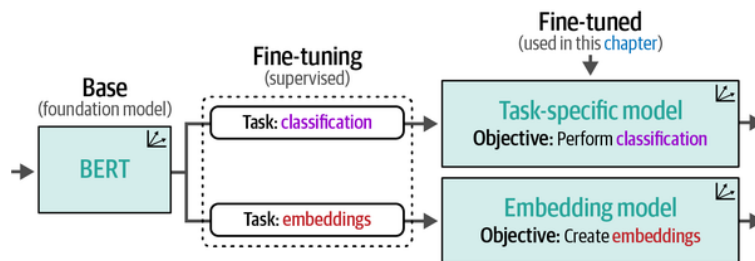 Base
(foundation model)
BERT
Fine-tuning
(supervised)
Task: classification
Task: embeddings
Fine-tuned
(used in this chapter)
Task-specific model
Objective: Perform classification
Embedding model
Objective: Create embeddings